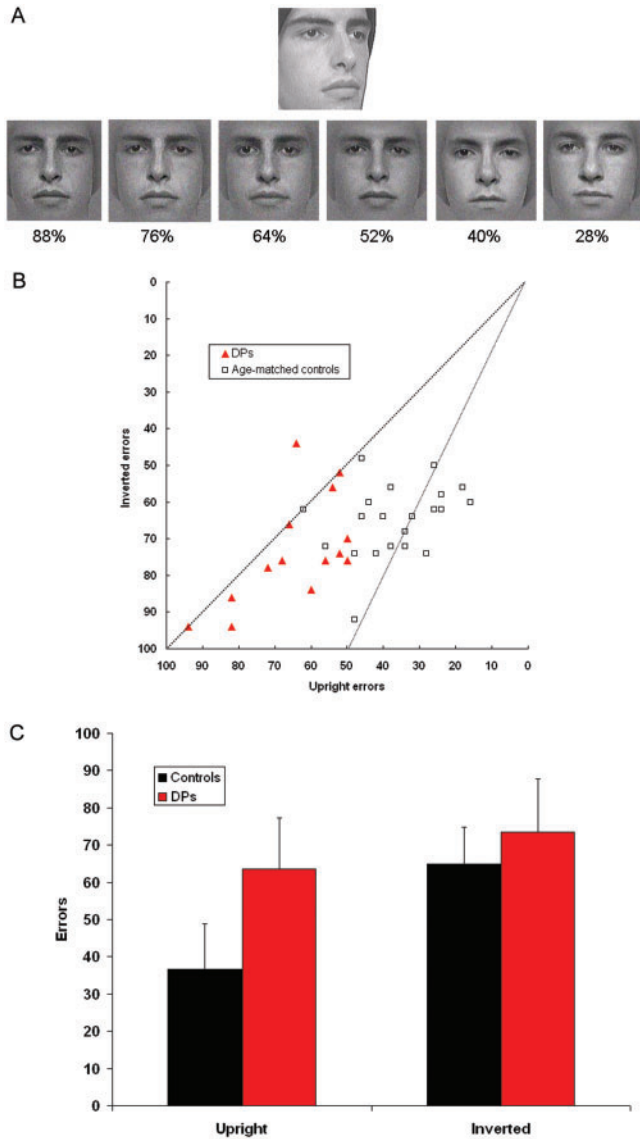 A
88% 76% 64% 52% 40% 28%
B
0
10
20
30
40
50
60
70
80
90
100
Inverted errors
DPs
Age-matched controls
100 90 80 70 60 50 40 30 20 10 0
Upright errors
C
100
90
80
70
60
50
40
30
20
10
0
Errors
Controls
DPs
Upright Inverted